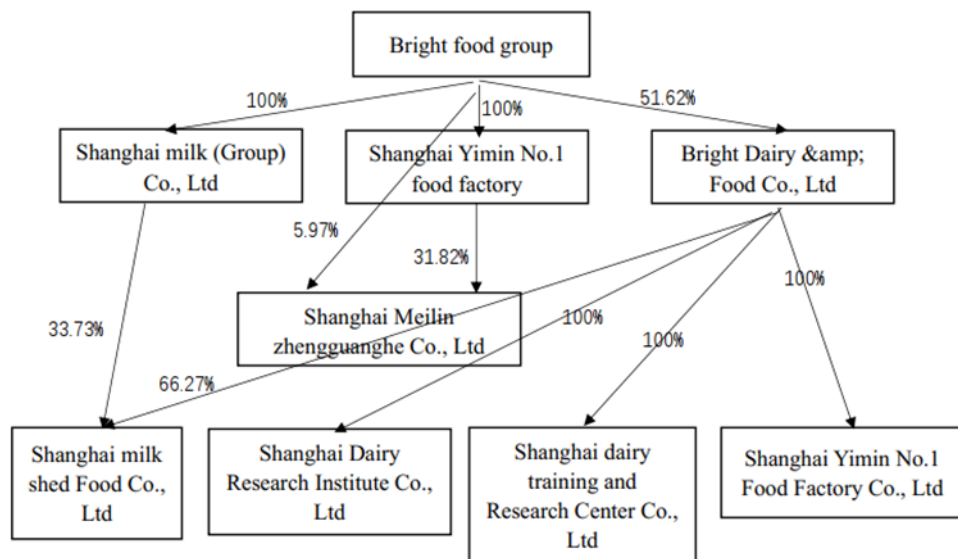 Bright food group
100%
100%
51.62%
Shanghai milk (Group)
Co., Ltd
Shanghai Yimin No.1
food factory
Bright Dairy &amp;
Food Co., Ltd
5.97%
31.82%
100%
Shanghai Meilin
zhengguanghe Co., Ltd
33.73%
100%
100%
66.27%
Shanghai milk
shed Food Co.,
Ltd
Shanghai Dairy
Research Institute Co.,
Ltd
Shanghai dairy
training and
Research Center Co.,
Ltd
Shanghai Yimin No.1
Food Factory Co., Ltd